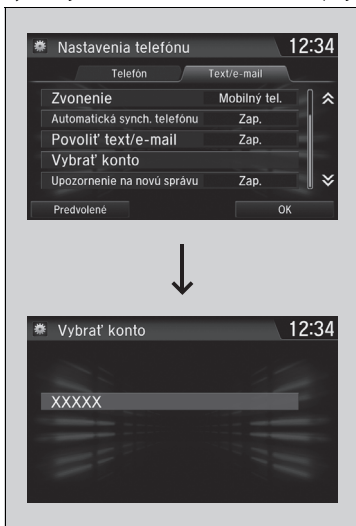 Nastavenia telefónu 12:34
Telefón Text/e-mail
Zvonenie Mobilný tel.
Automatická synch. telefónu Zap.
Povoliť text/e-mail Zap.
Vybrať konto
Upozornenie na novú správu Zap.
Predvolené OK
Vybrať konto 12:34
XXXXX